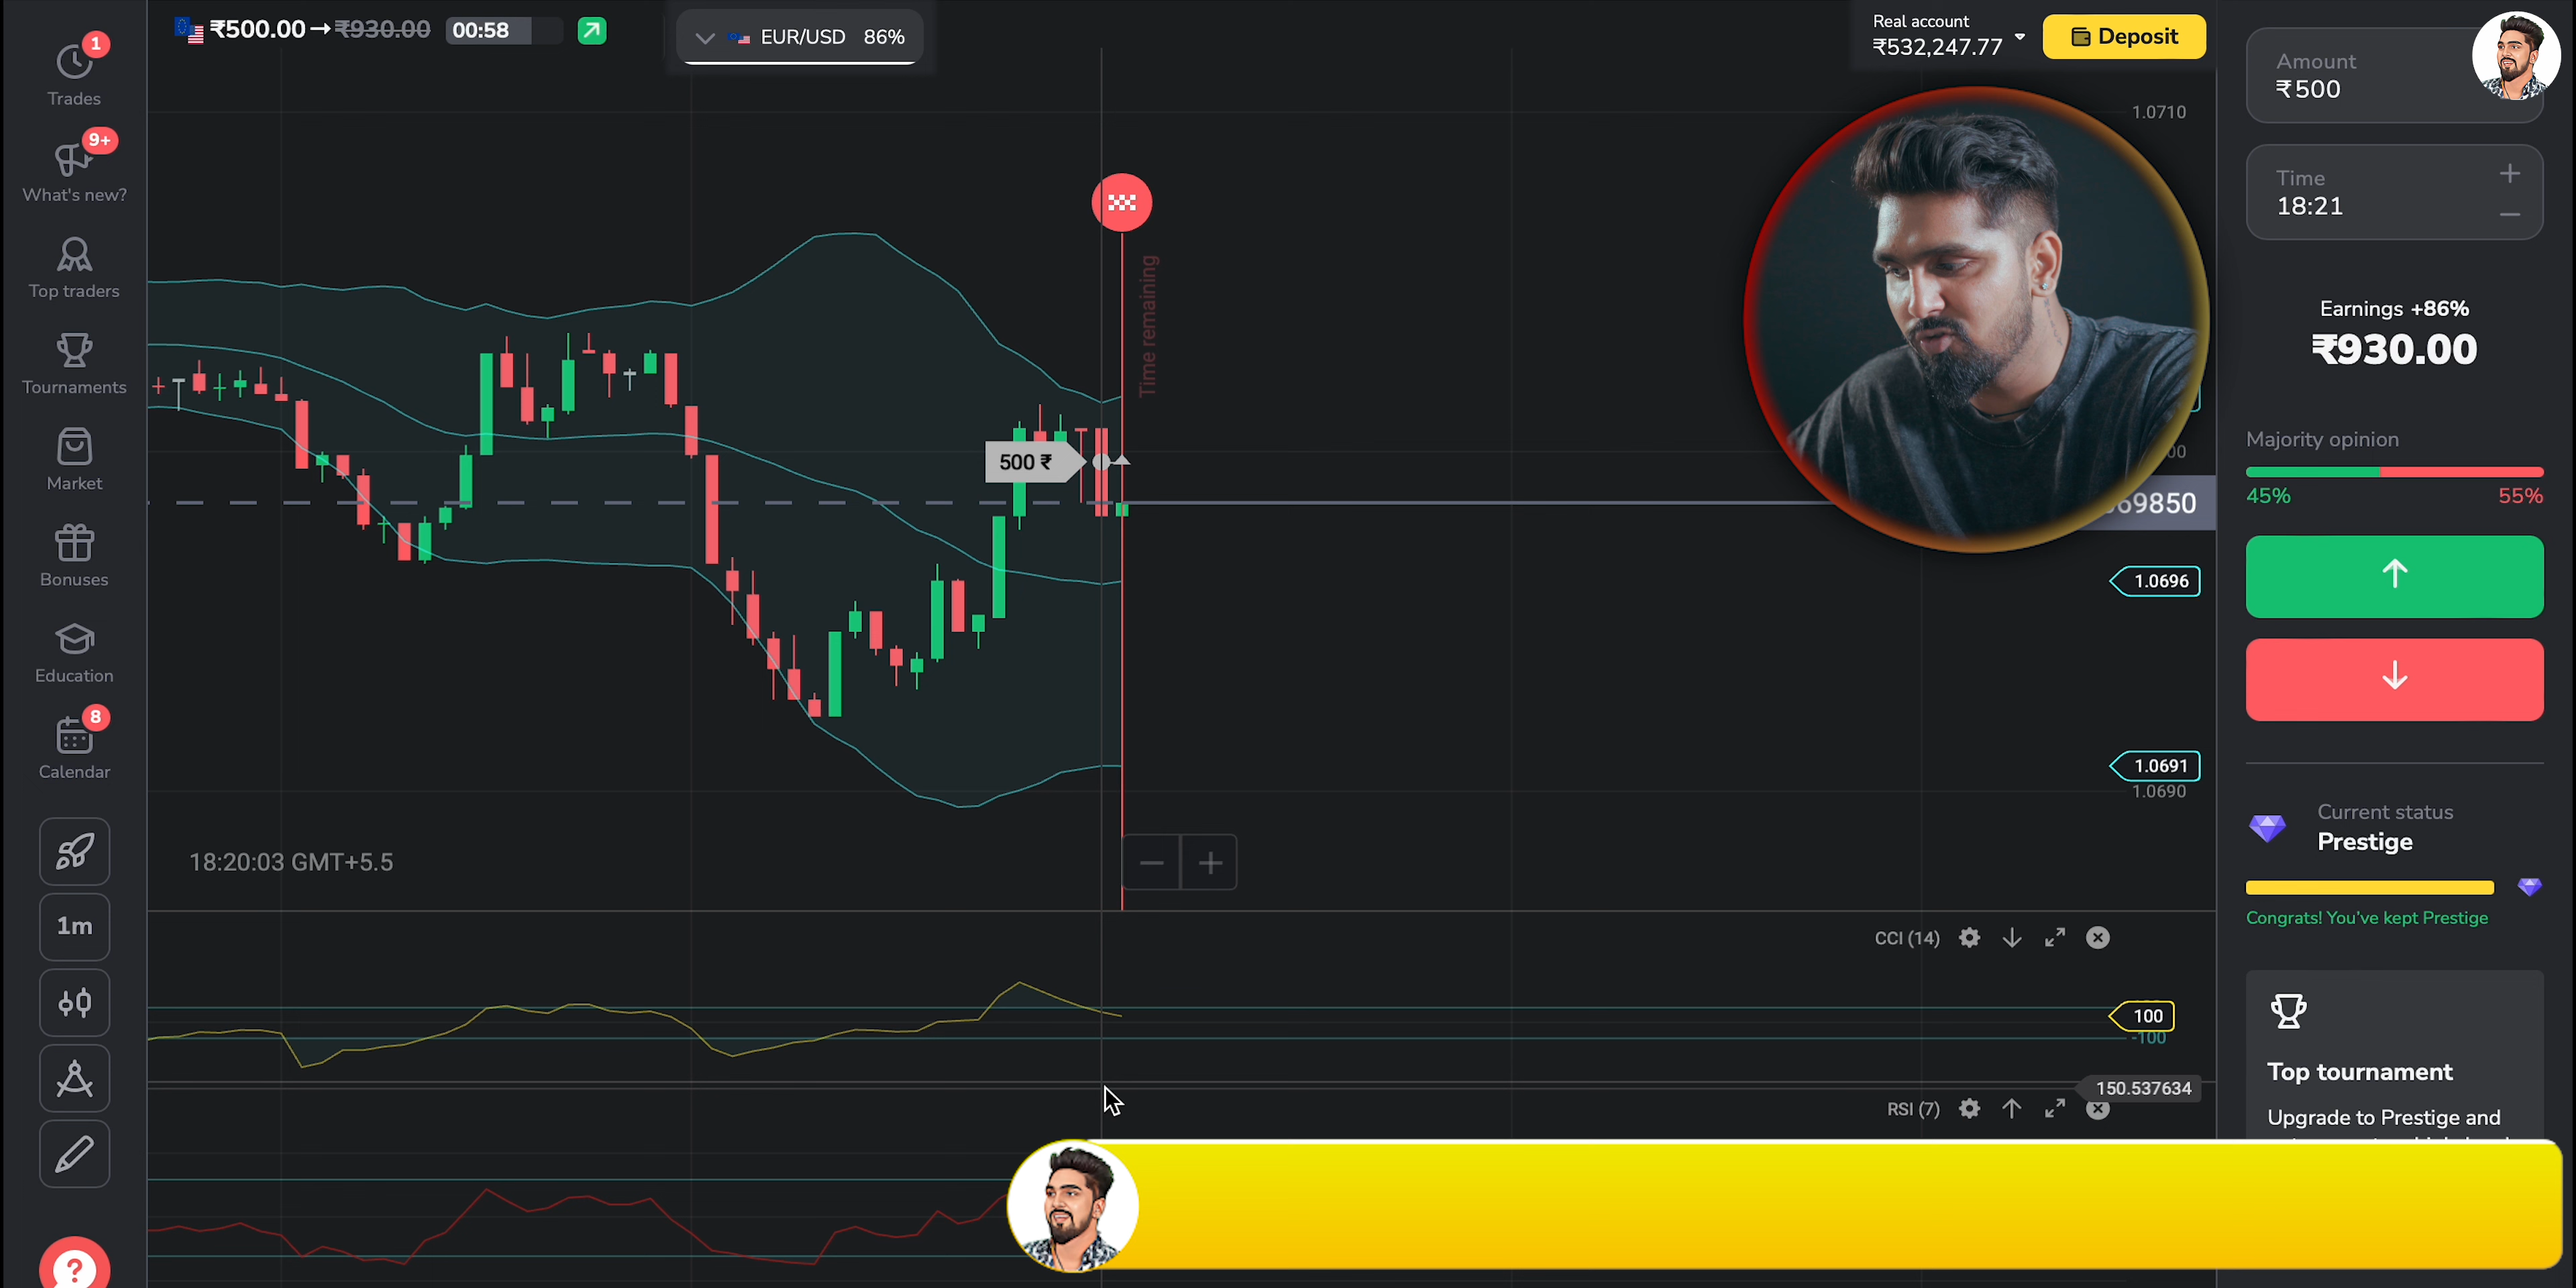 1
Trades
9+
What's new?
Top traders
Tournaments
Market
Bonuses
Education
8
Calendar
1m
?
₹500.00→₹930.00 00:58
EUR/USD 86%
Real account
₹532,247.77
Deposit
Amount
₹500
Time
18:21
Earnings +86%
₹930.00
Majority opinion
45% 55%
Current status
Prestige
Congrats! You've kept Prestige
Top tournament
Upgrade to Prestige and
1.0710
Time remaining
500 ₹
69850
1.0696
1.0691
1.0690
18:20:03 GMT+5.5
CCI (14)
100
-100
150.537634
RSI (7)